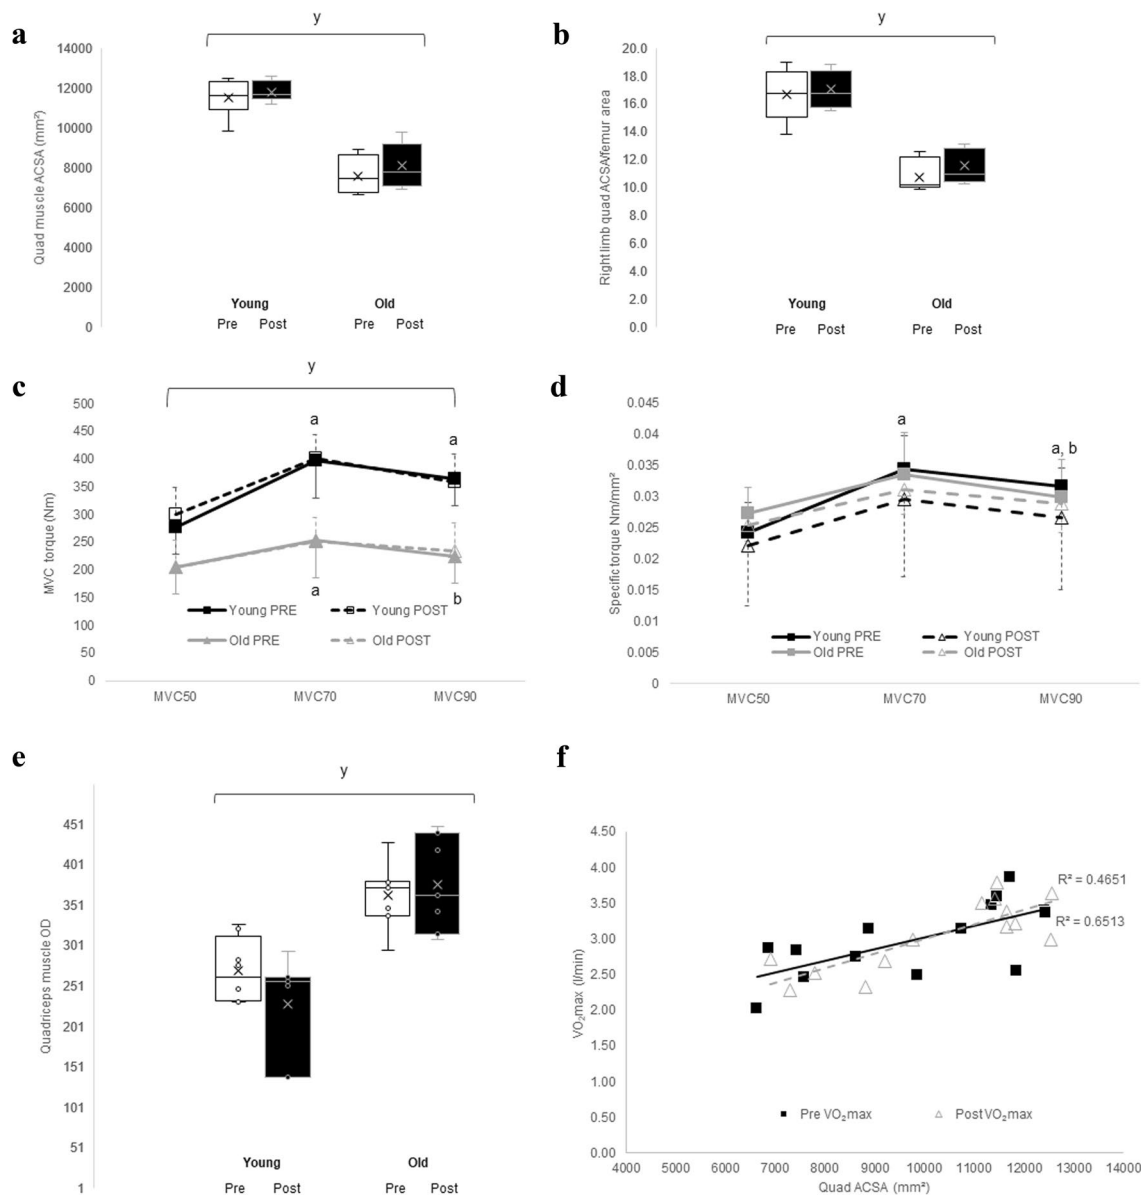 a
y
Quad muscle ACSA (mm²)
14000
12000
10000
8000
6000
4000
2000
0
Young
Old
Pre
Post
Pre
Post
b
y
Right limb quad ACSA/femur area
20.0
18.0
16.0
14.0
12.0
10.0
8.0
6.0
4.0
2.0
0.0
Young
Old
Pre
Post
Pre
Post
c
y
MVC torque (Nm)
500
450
400
350
300
250
200
150
100
50
0
a
a
a
b
Young PRE
Young POST
Old PRE
Old POST
MVC50
MVC70
MVC90
d
Specific torque Nm/mm²
0.045
0.04
0.035
0.03
0.025
0.02
0.015
0.01
0.005
0
a
a, b
Young PRE
Young POST
Old PRE
Old POST
MVC50
MVC70
MVC90
e
y
Quadriceps muscle OD
451
401
351
301
251
201
151
101
51
1
Young
Old
Pre
Post
Pre
Post
f
VO₂max (l/min)
4.50
4.00
3.50
3.00
2.50
2.00
1.50
1.00
0.50
0.00
R² = 0.4651
R² = 0.6513
Pre VO₂max
Post VO₂max
4000
5000
6000
7000
8000
9000
10000
11000
12000
13000
14000
Quad ACSA (mm²)